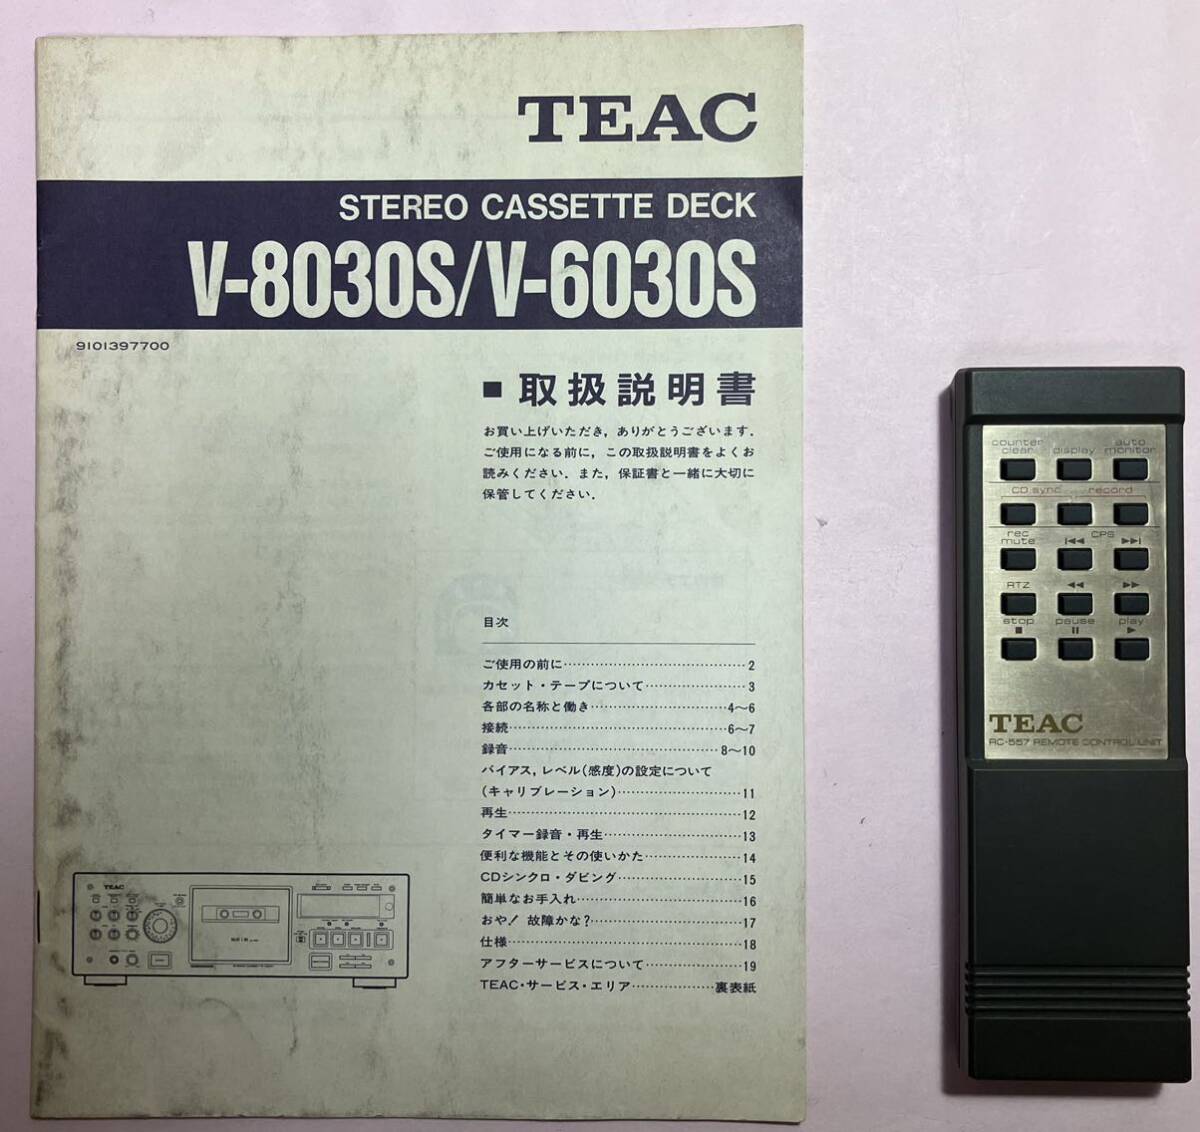 TEAC
STEREO CASSETTE DECK
V-8030S/V-6030S
9101397700
■取扱説明書
お買い上げいただき，ありがとうございます．
ご使用になる前に，この取扱説明書をよくお
読みください．また，保証書と一緒に大切に
保管してください．
目次
ご使用の前に……………………………………2
カセット・テープについて…………………3
各部の名称と働き…………………………4～6
接続…………………………………………6～7
録音…………………………………………8～10
バイアス，レベル(感度)の設定について
(キャリブレーション)………………………11
再生………………………………………………12
タイマー録音・再生…………………………13
便利な機能とその使いかた…………………14
CDシンクロ・ダビング………………………15
簡単なお手入れ………………………………16
おや！故障かな？……………………………17
仕様………………………………………………18
アフターサービスについて…………………19
TEAC・サービス・エリア………………裏表紙
TEAC
counter clear display auto monitor
CD sync record
rec mute ⏮ CPS ⏭
RTZ ◀◀ ▶▶
stop pause play
■ ⏸ ▶
TEAC
RC-557 REMOTE CONTROL UNIT